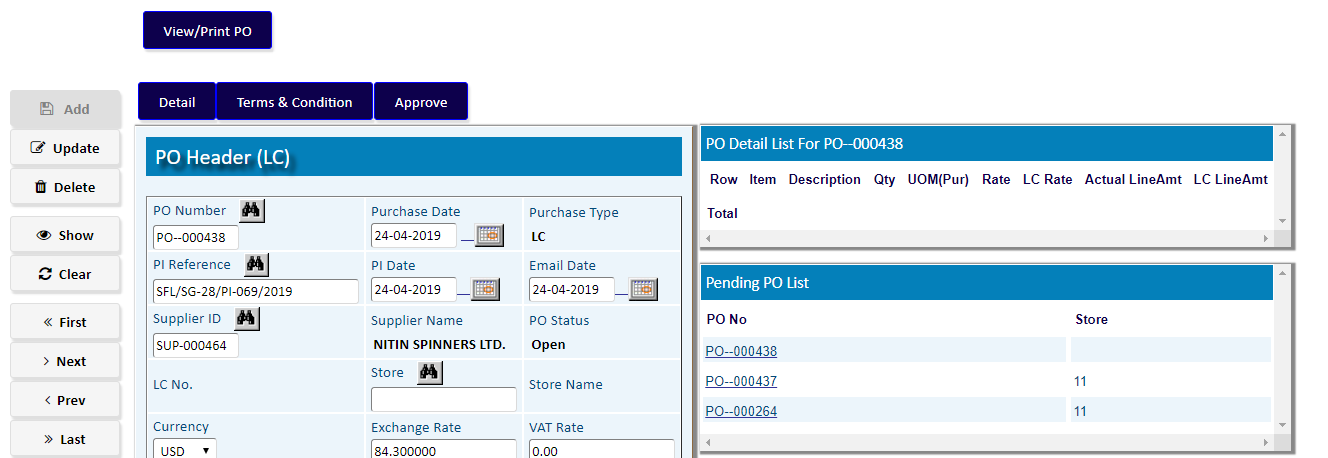 View/Print PO
Add
Update
Delete
Show
Clear
First
Next
Prev
Last
Detail Terms & Condition Approve
PO Header (LC)
PO Number Purchase Date Purchase Type
PO--000438 24-04-2019 LC
PI Reference PI Date Email Date
SFL/SG-28/PI-069/2019 24-04-2019 24-04-2019
Supplier ID Supplier Name PO Status
SUP-000464 NITIN SPINNERS LTD. Open
LC No. Store Store Name
Currency Exchange Rate VAT Rate
USD 84.300000 0.00
PO Detail List For PO--000438
Row Item Description Qty UOM(Pur) Rate LC Rate Actual LineAmt LC LineAmt
Total
Pending PO List
PO No Store
PO--000438
PO--000437 11
PO--000264 11